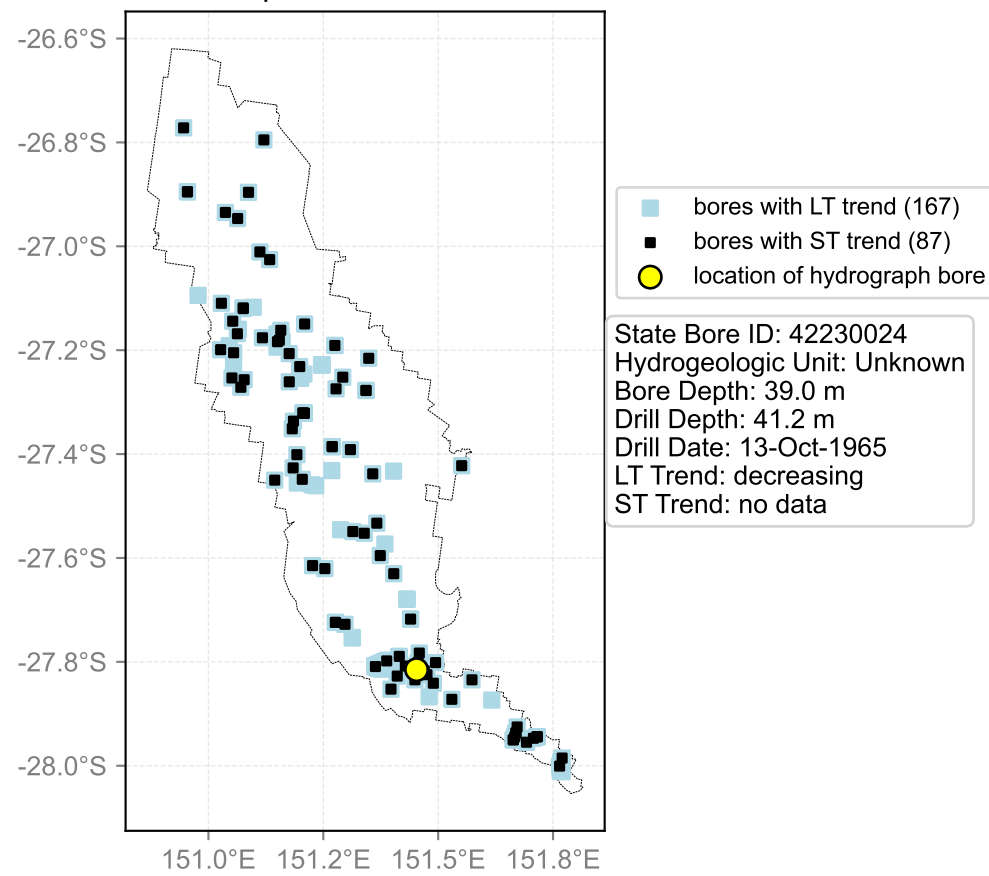 -26.6°S
-26.8°S
-27.0°S
-27.2°S
-27.4°S
-27.6°S
-27.8°S
-28.0°S
151.0°E 151.2°E 151.5°E 151.8°E
bores with LT trend (167)
bores with ST trend (87)
location of hydrograph bore
State Bore ID: 42230024
Hydrogeologic Unit: Unknown
Bore Depth: 39.0 m
Drill Depth: 41.2 m
Drill Date: 13-Oct-1965
LT Trend: decreasing
ST Trend: no data